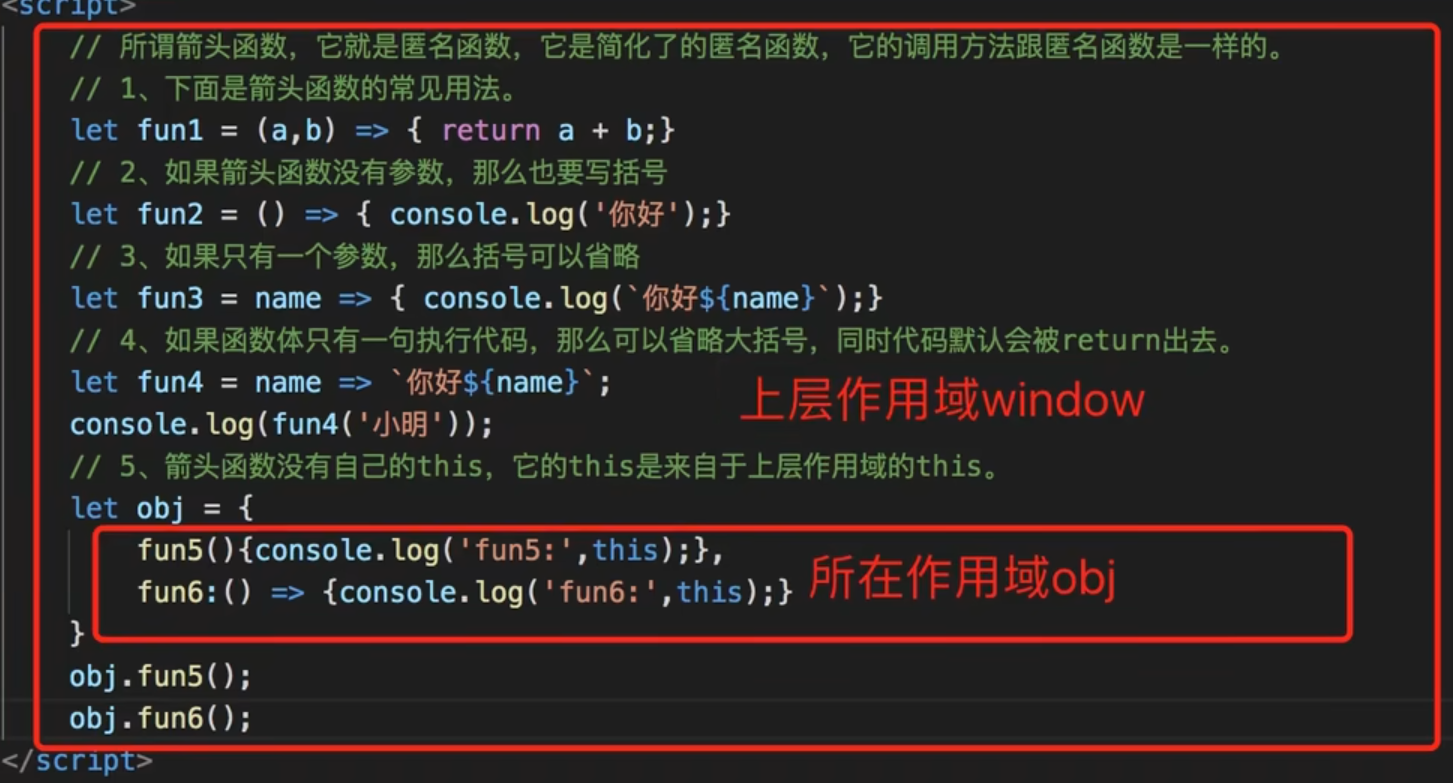 <script>
// 所谓箭头函数，它就是匿名函数，它是简化了的匿名函数，它的调用方法跟匿名函数是一样的。
// 1、下面是箭头函数的常见用法。
let fun1 = (a,b) => { return a + b;}
// 2、如果箭头函数没有参数，那么也要写括号
let fun2 = () => { console.log('你好');}
// 3、如果只有一个参数，那么括号可以省略
let fun3 = name => { console.log(`你好${name}`);}
// 4、如果函数体只有一句执行代码，那么可以省略大括号，同时代码默认会被return出去。
let fun4 = name => `你好${name}`;
上层作用域window
console.log(fun4('小明'));
// 5、箭头函数没有自己的this，它的this是来自于上层作用域的this。
let obj = {
fun5(){console.log('fun5:',this);},
fun6:() => {console.log('fun6:',this);}
所在作用域obj
}
obj.fun5();
obj.fun6();
</script>